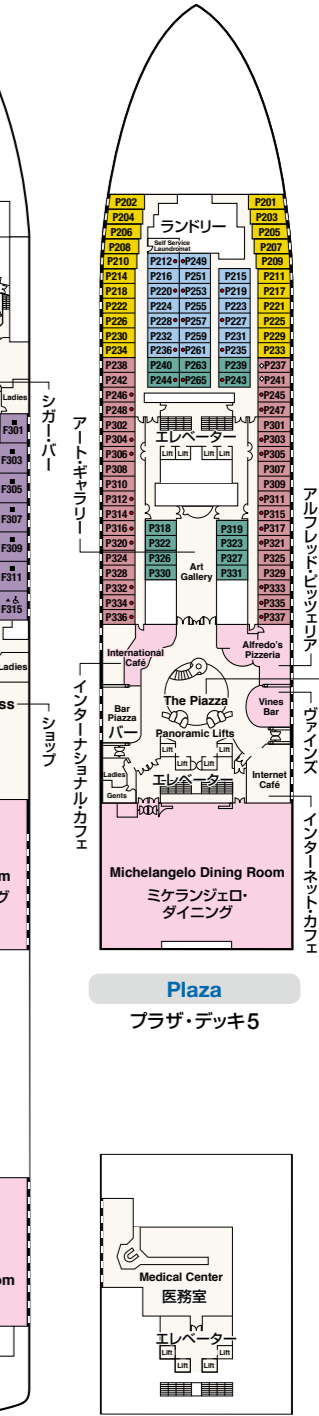 Ladies
シガー・バー
F301
F303
F305
F307
F309
F311
F315
Ladies
ss
ショップ
m
グ
om
ランドリー
Self Service
Laundromat
P202
P204
P206
P208
P210
P214
P218
P222
P226
P230
P234
P238
P242
P246
P248
P302
P304
P306
P308
P310
P312
P314
P316
P320
P324
P328
P332
P334
P336
P212 P249
P216 P251
P220 P253
P224 P255
P228 P257
P232 P259
P236 P261
P240 P263
P244 P265
P215
P219
P223
P227
P231
P235
P239
P243
P201
P203
P205
P207
P209
P211
P217
P221
P225
P229
P233
P237
P241
P245
P247
P301
P303
P305
P307
P309
P311
P315
P317
P321
P325
P329
P333
P335
P337
エレベーター
Lift Lift Lift Lift
アート・ギャラリー
P318
P322
P326
P330
P319
P323
P327
P331
Art
Gallery
アルフレッド・ピッツェリア
International
Café
Alfredo's
Pizzeria
インターナショナル・カフェ
The Piazza
Bar
Piazza
バー
Vines
Bar
ヴァインズ
Panoramic Lifts
Lift Lift
Lift Lift
エレベーター
Ladies
Gents
Internet
Café
インターネット・カフェ
Michelangelo Dining Room
ミケランジェロ・
ダイニング
Plaza
プラザ・デッキ5
Medical Center
医務室
エレベーター
Lift Lift
Lift Lift